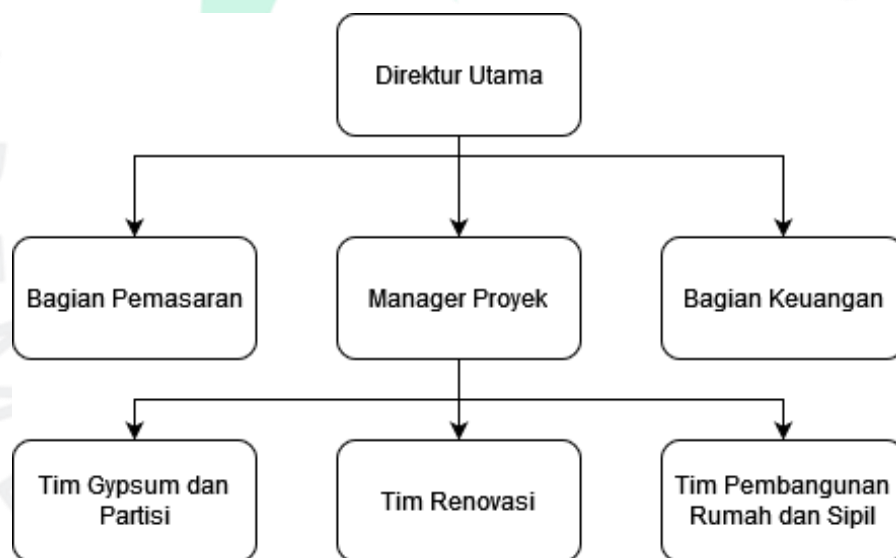 Direktur Utama
Bagian Pemasaran
Manager Proyek
Bagian Keuangan
Tim Gypsum dan
Partisi
Tim Renovasi
Tim Pembangunan
Rumah dan Sipil